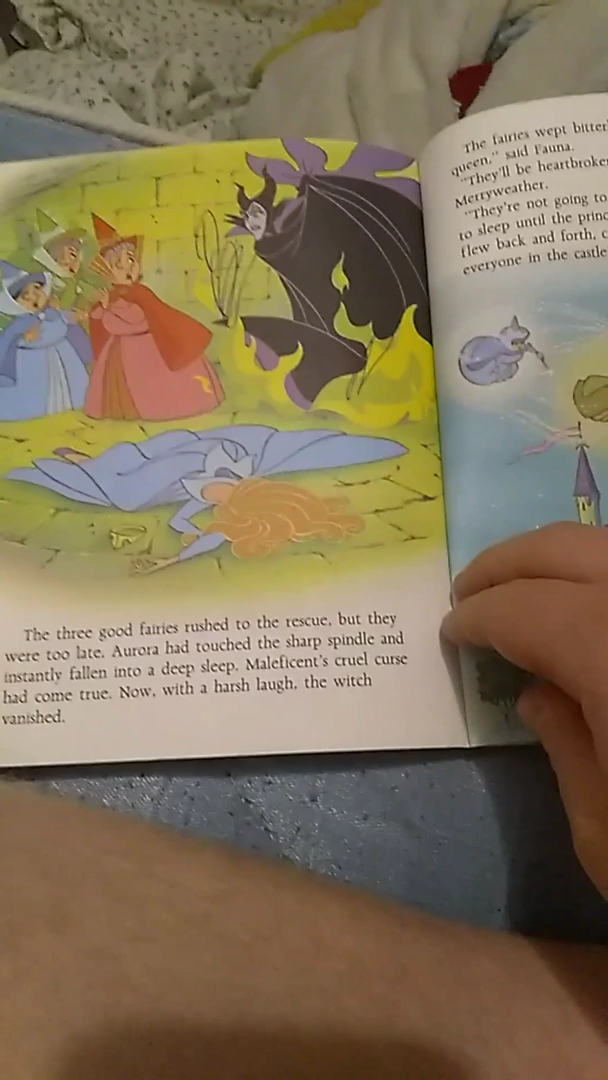 The three good fairies rushed to the rescue, but they
were too late. Aurora had touched the sharp spindle and
instantly fallen into a deep sleep. Maleficent's cruel curse
had come true. Now, with a harsh laugh, the witch
vanished.
The fairies wept
queen," said Fauna.
"They'll be
Merryweather.
"They're not going to
to sleep until the
flew back and forth,
everyone in the castle